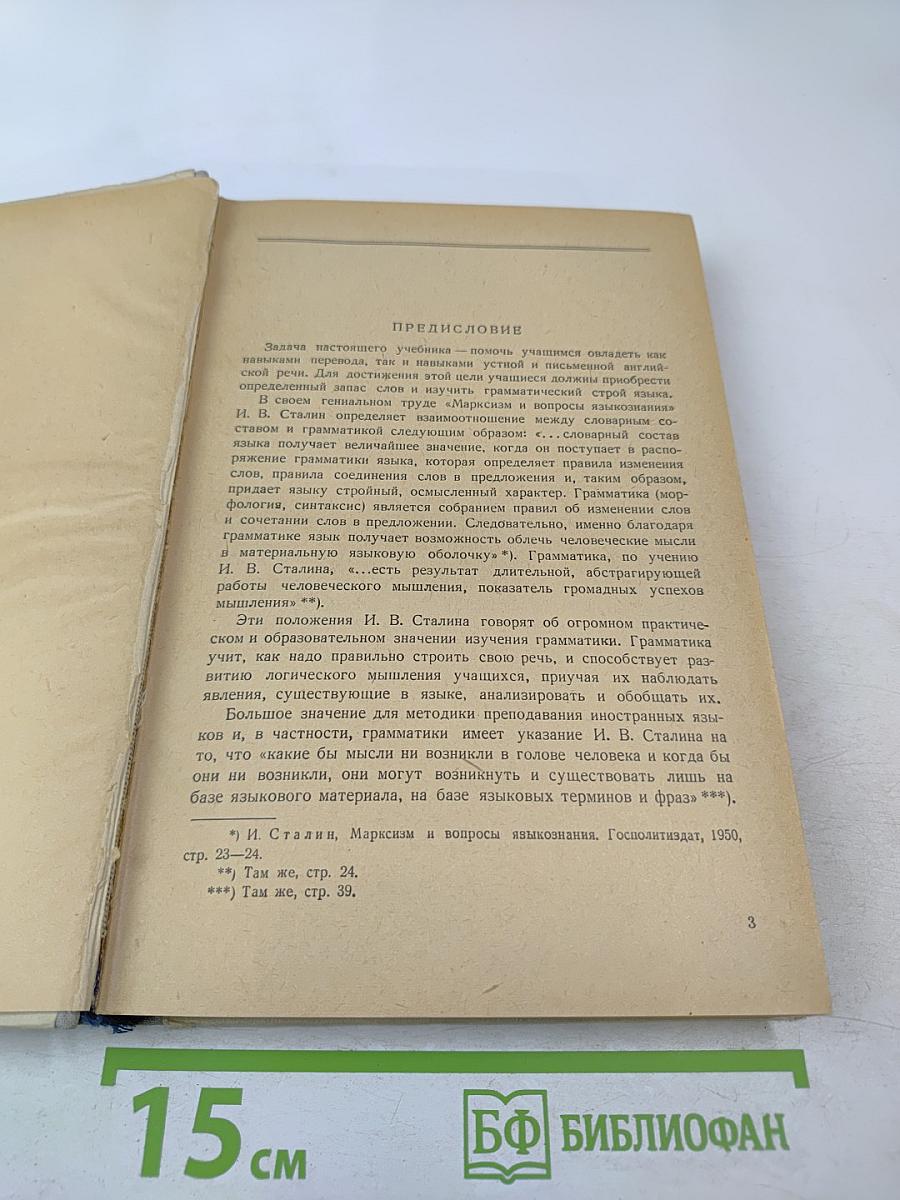 ПРЕДИСЛОВИЕ
Задача настоящего учебника — помочь учащимся овладеть как
навыками перевода, так и навыками устной и письменной англий-
ской речи. Для достижения этой цели учащиеся должны приобрести
определенный запас слов и изучить грамматический строй языка.
В своем гениальном труде «Марксизм и вопросы языкознания»
И. В. Сталин определяет взаимоотношение между словарным со-
ставом и грамматикой следующим образом: «...словарный состав
языка получает величайшее значение, когда он поступает в распо-
ряжение грамматики языка, которая определяет правила изменения
слов, правила соединения слов в предложения и, таким образом,
придает языку стройный, осмысленный характер. Грамматика (мор-
фология, синтаксис) является собранием правил об изменении слов
и сочетании слов в предложении. Следовательно, именно благодаря
грамматике язык получает возможность облечь человеческие мысли
в материальную языковую оболочку» *). Грамматика, по учению
И. В. Сталина, «...есть результат длительной, абстрагирующей
работы человеческого мышления, показатель громадных успехов
мышления» **).
Эти положения И. В. Сталина говорят об огромном практиче-
ском и образовательном значении изучения грамматики. Грамматика
учит, как надо правильно строить свою речь, и способствует раз-
витию логического мышления учащихся, приучая их наблюдать
явления, существующие в языке, анализировать и обобщать их.
Большое значение для методики преподавания иностранных язы-
ков и, в частности, грамматики имеет указание И. В. Сталина на
то, что «какие бы мысли ни возникли в голове человека и когда бы
они ни возникли, они могут возникнуть и существовать лишь на
базе языкового материала, на базе языковых терминов и фраз» ***).
*) И. Сталин, Марксизм и вопросы языкознания. Госполитиздат, 1950,
стр. 23—24.
**) Там же, стр. 24.
***) Там же, стр. 39.
3
15 см
БФ БИБЛИОФАН